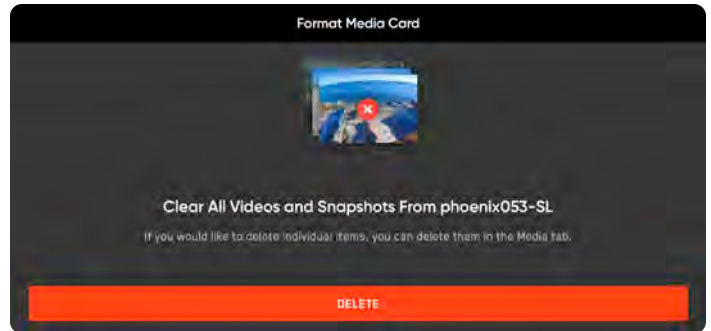 Format Media Card
Clear All Videos and Snapshots From phoenix053-SL
If you would like to delete individual items, you can delete them in the Media tab.
DELETE